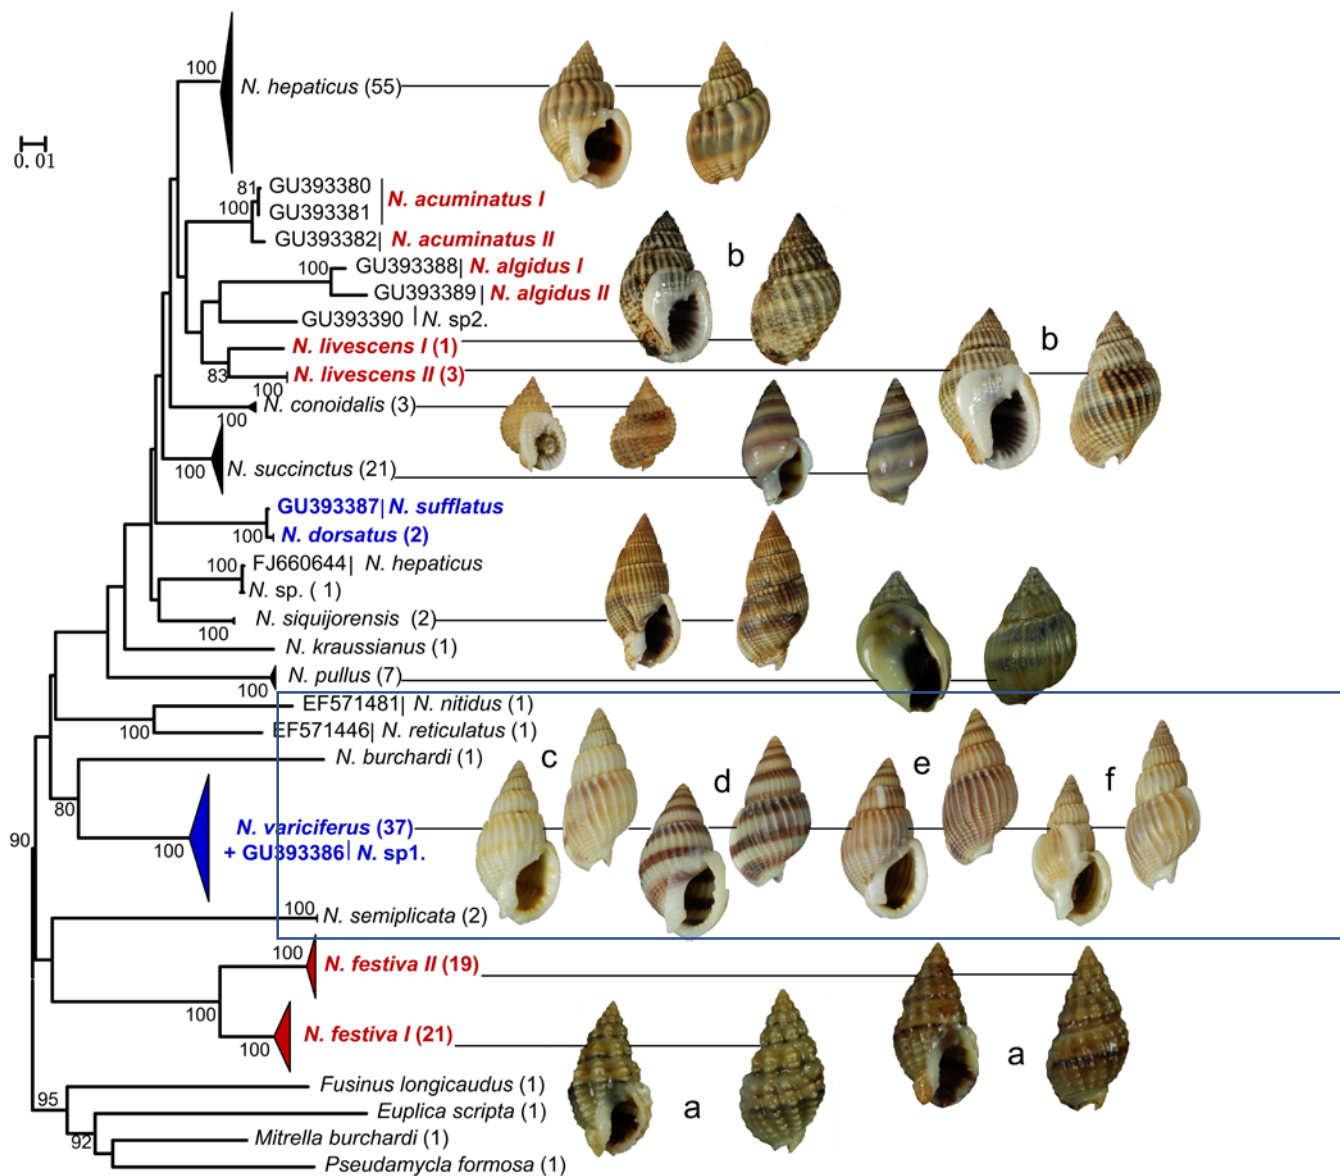 100
N. hepaticus (55)
0.01
81 GU393380
N. acuminatus I
100 GU393381
GU393382 | N. acuminatus II
b
100 GU393388 | N. algidus I
GU393389 | N. algidus II
GU393390 | N. sp2.
N. livescens I (1)
b
83 100 N. livescens II (3)
100 N. conoidalis (3)
100 N. succinctus (21)
GU393387| N. sufflatus
100 N. dorsatus (2)
100 FJ660644 | N. hepaticus
N. sp. ( 1)
100 N. siquijorensis (2)
N. kraussianus (1)
100 N. pullus (7)
EF571481| N. nitidus (1)
100 EF571446| N. reticulatus (1)
N. burchardi (1)
c
d
e
f
80
N. variciferus (37)
100 + GU393386| N. sp1.
90
100 N. semiplicata (2)
100 N. festiva II (19)
100
100 N. festiva I (21)
a
a
95 Fusinus longicaudus (1)
Euplica scripta (1)
92 Mitrella burchardi (1)
Pseudamycla formosa (1)